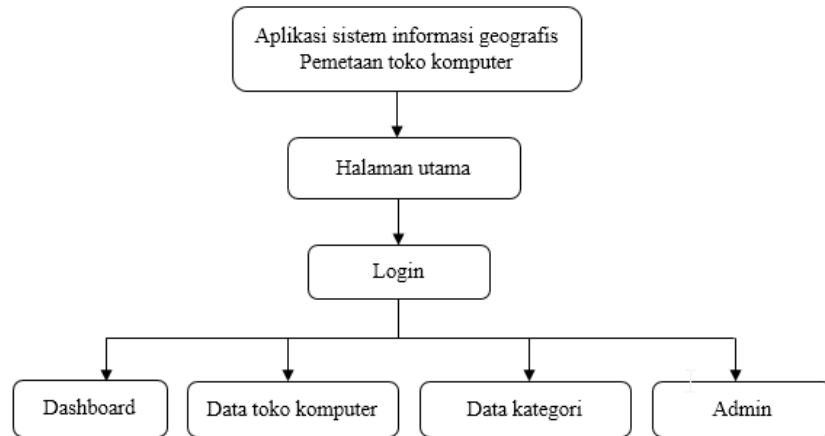 Aplikasi sistem informasi geografis
Pemetaan toko komputer
Halaman utama
Login
Dashboard
Data toko komputer
Data kategori
Admin